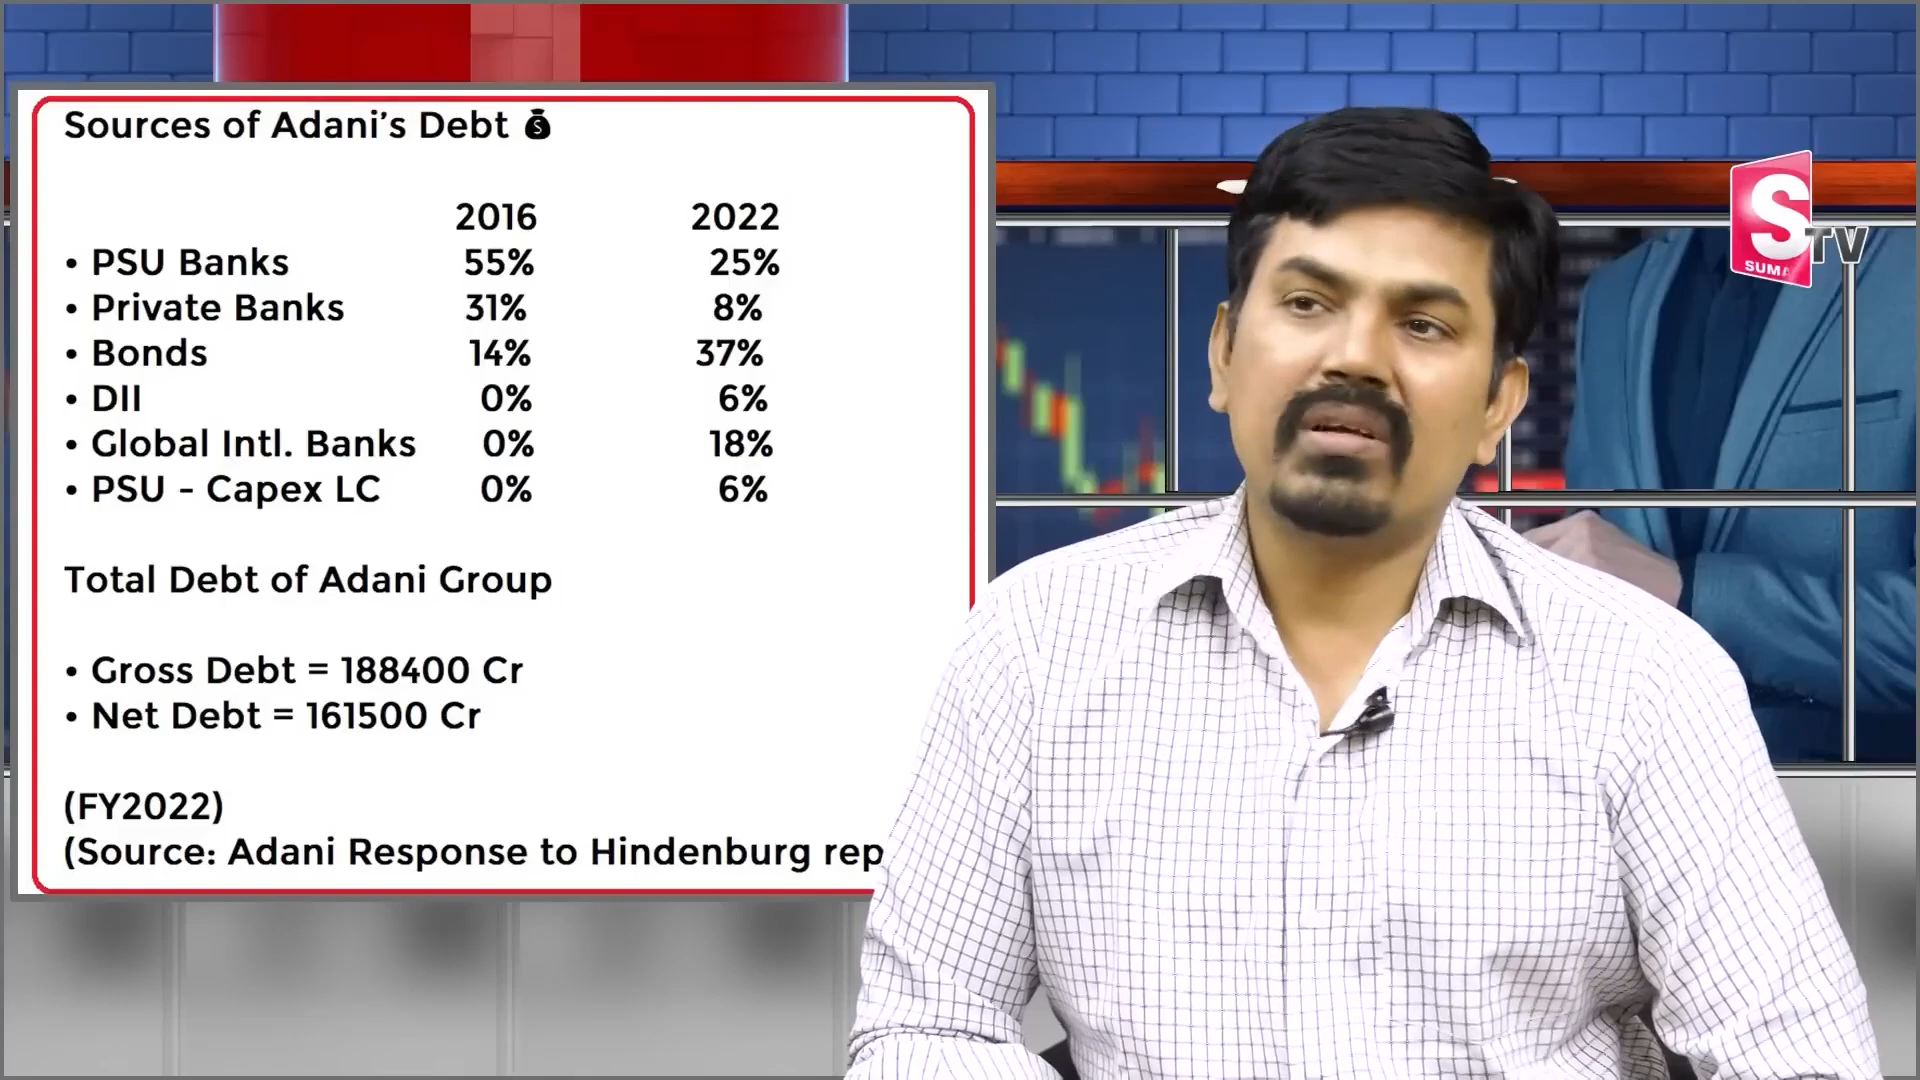 Sources of Adani’s Debt
2016 2022
• PSU Banks 55% 25%
• Private Banks 31% 8%
• Bonds 14% 37%
• DII 0% 6%
• Global Intl. Banks 0% 18%
• PSU - Capex LC 0% 6%
Total Debt of Adani Group
• Gross Debt = 188400 Cr
• Net Debt = 161500 Cr
(FY2022)
(Source: Adani Response to Hindenburg rep
S TV
SUMA